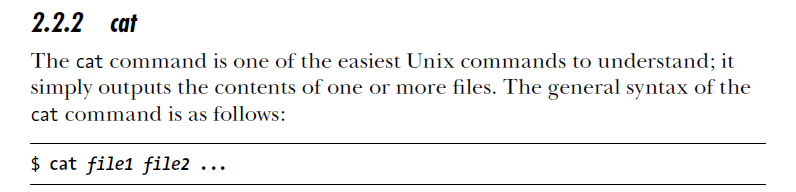 2.2.2 cat
The cat command is one of the easiest Unix commands to understand; it
simply outputs the contents of one or more files. The general syntax of the
cat command is as follows:
$ cat file1 file2 ...